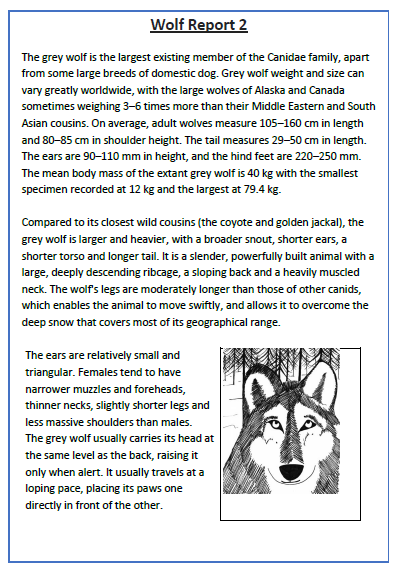 Wolf Report 2
The grey wolf is the largest existing member of the Canidae family, apart
from some large breeds of domestic dog. Grey wolf weight and size can
vary greatly worldwide, with the large wolves of Alaska and Canada
sometimes weighing 3–6 times more than their Middle Eastern and South
Asian cousins. On average, adult wolves measure 105–160 cm in length
and 80–85 cm in shoulder height. The tail measures 29–50 cm in length.
The ears are 90–110 mm in height, and the hind feet are 220–250 mm.
The mean body mass of the extant grey wolf is 40 kg with the smallest
specimen recorded at 12 kg and the largest at 79.4 kg.
Compared to its closest wild cousins (the coyote and golden jackal), the
grey wolf is larger and heavier, with a broader snout, shorter ears, a
shorter torso and longer tail. It is a slender, powerfully built animal with a
large, deeply descending ribcage, a sloping back and a heavily muscled
neck. The wolf's legs are moderately longer than those of other canids,
which enables the animal to move swiftly, and allows it to overcome the
deep snow that covers most of its geographical range.
The ears are relatively small and
triangular. Females tend to have
narrower muzzles and foreheads,
thinner necks, slightly shorter legs and
less massive shoulders than males.
The grey wolf usually carries its head at
the same level as the back, raising it
only when alert. It usually travels at a
loping pace, placing its paws one
directly in front of the other.